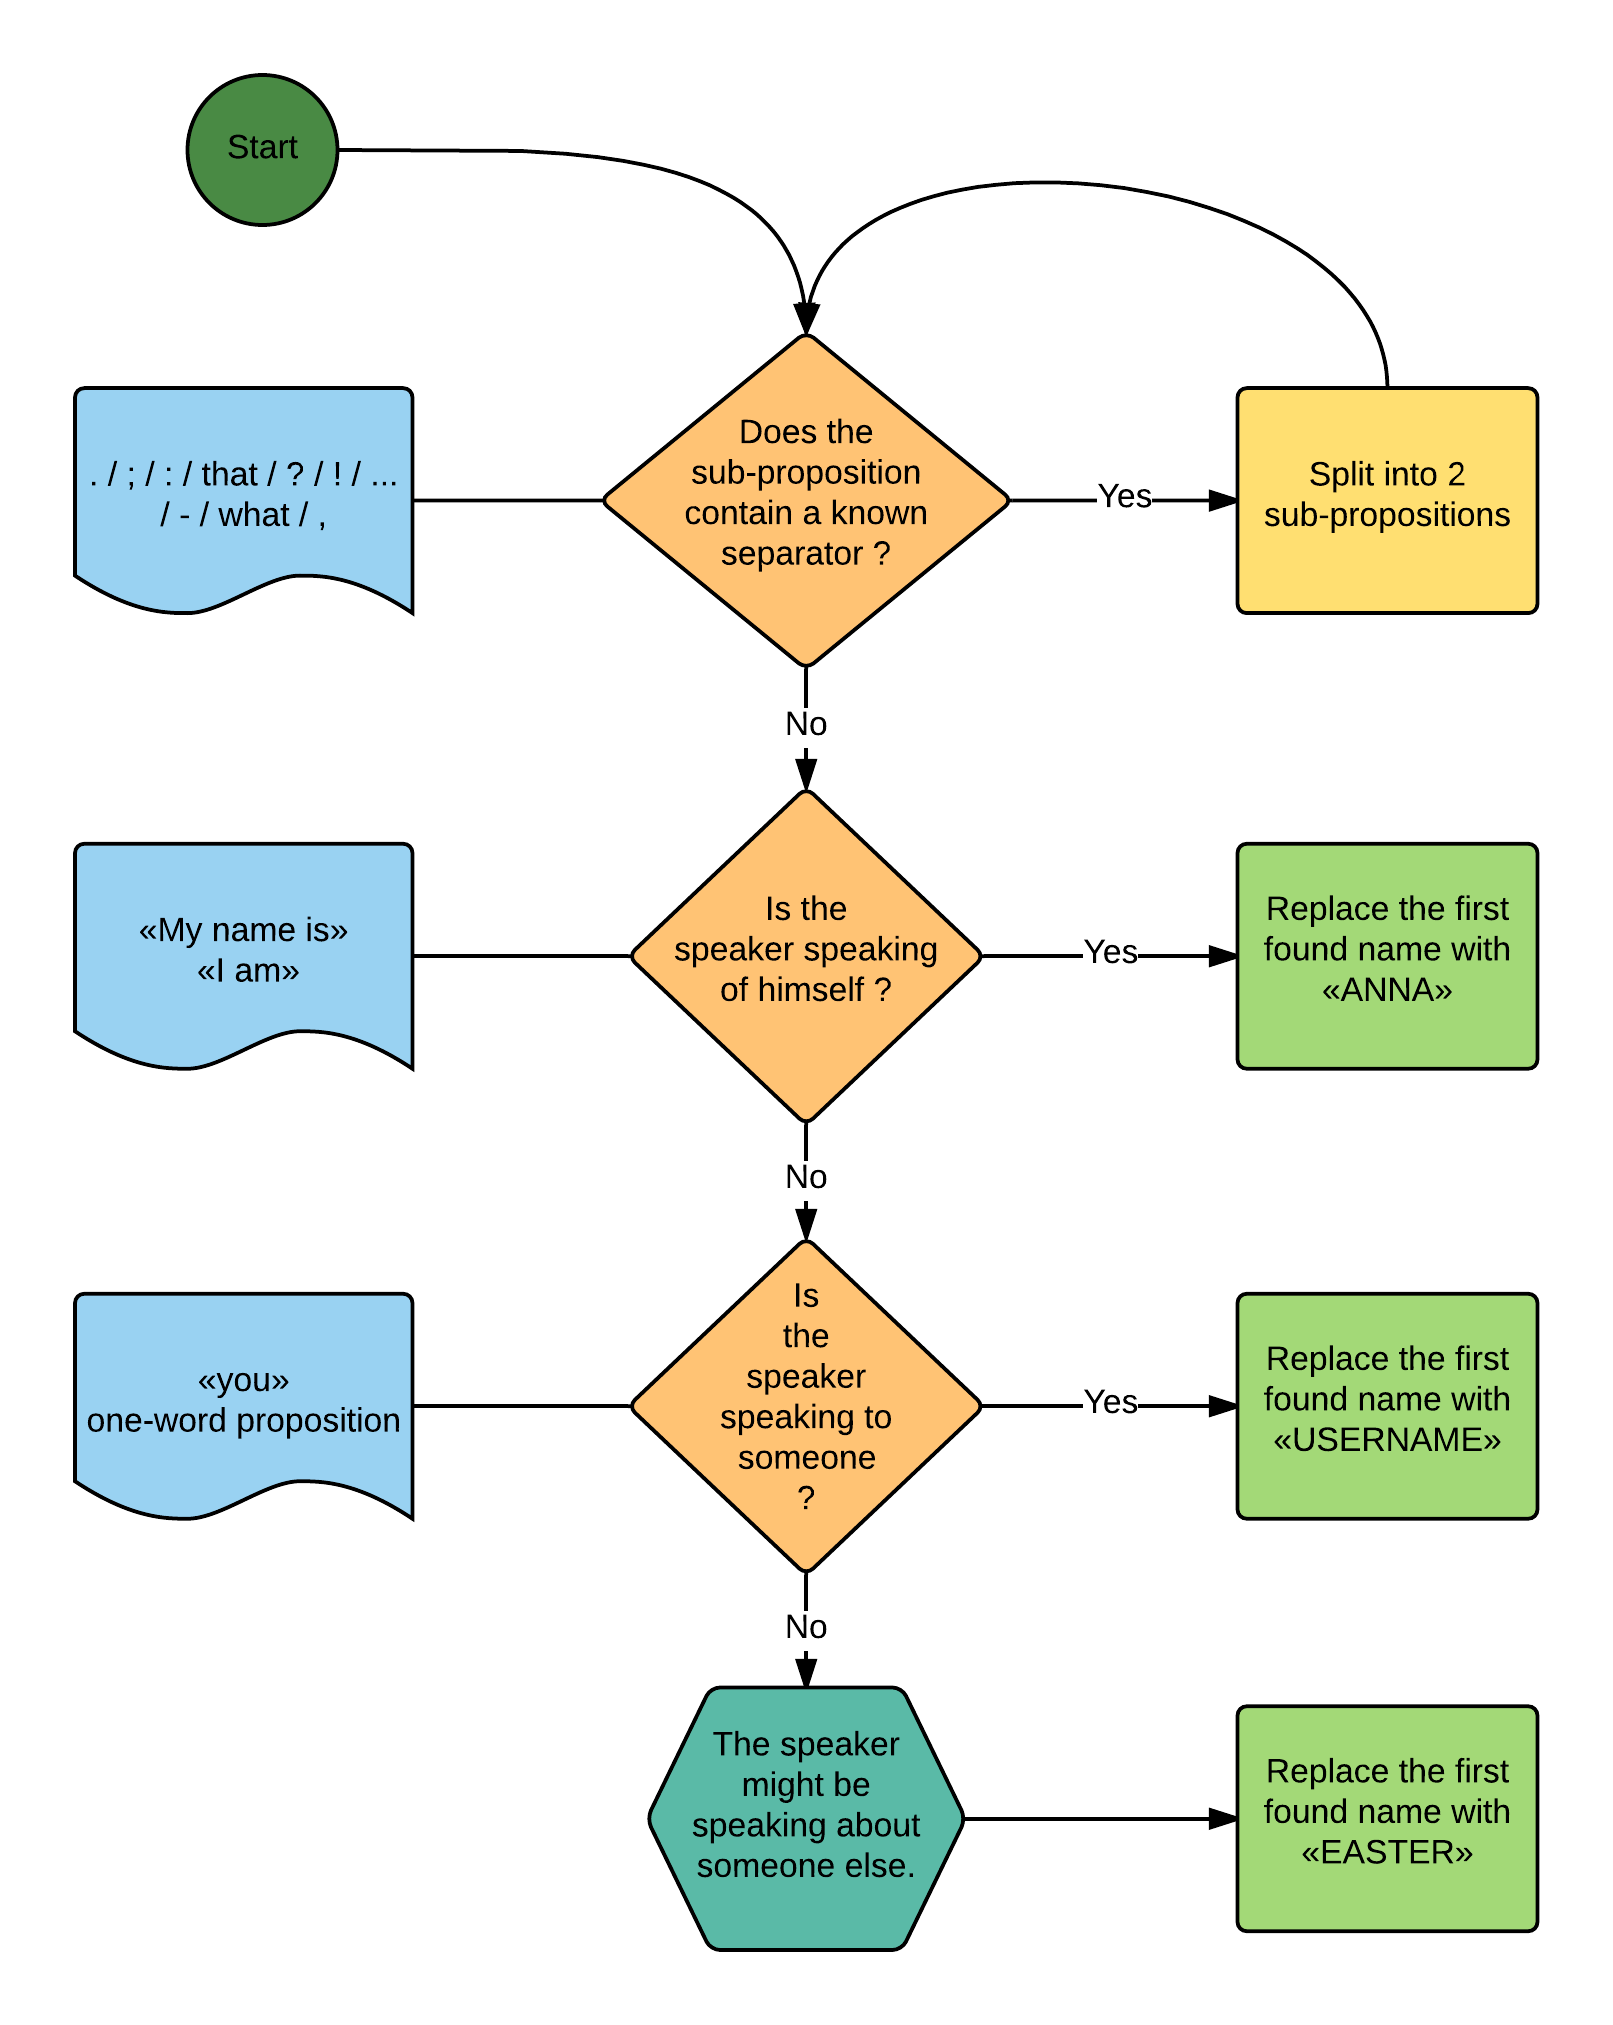 Start
. / ; / : / that / ? / ! / ...
/ - / what / ,
Does the
sub-proposition
contain a known
separator ?
Yes
Split into 2
sub-propositions
No
«My name is»
«I am»
Is the
speaker speaking
of himself ?
Yes
Replace the first
found name with
«ANNA»
No
«you»
one-word proposition
Is
the
speaker
speaking to
someone
?
Yes
Replace the first
found name with
«USERNAME»
No
The speaker
might be
speaking about
someone else.
Replace the first
found name with
«EASTER»